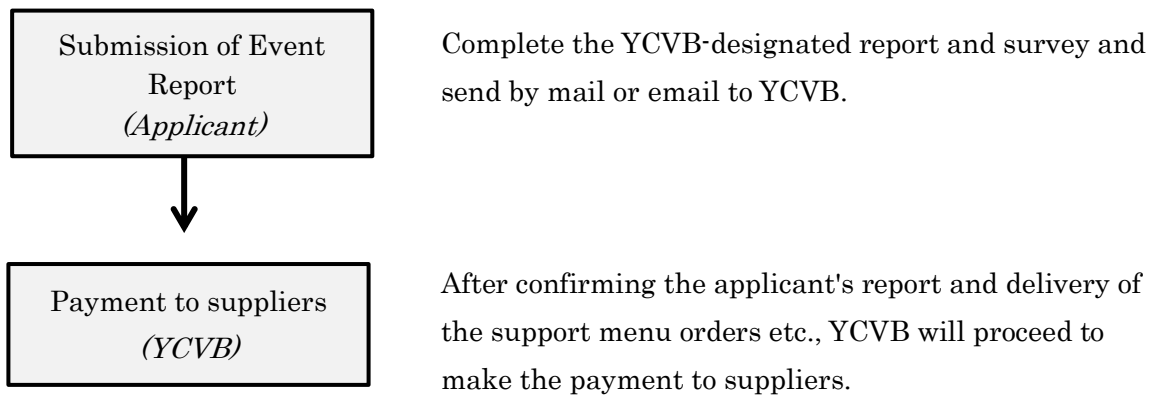 Submission of Event
Report
(Applicant)
Complete the YCVB-designated report and survey and
send by mail or email to YCVB.
Payment to suppliers
(YCVB)
After confirming the applicant's report and delivery of
the support menu orders etc., YCVB will proceed to
make the payment to suppliers.